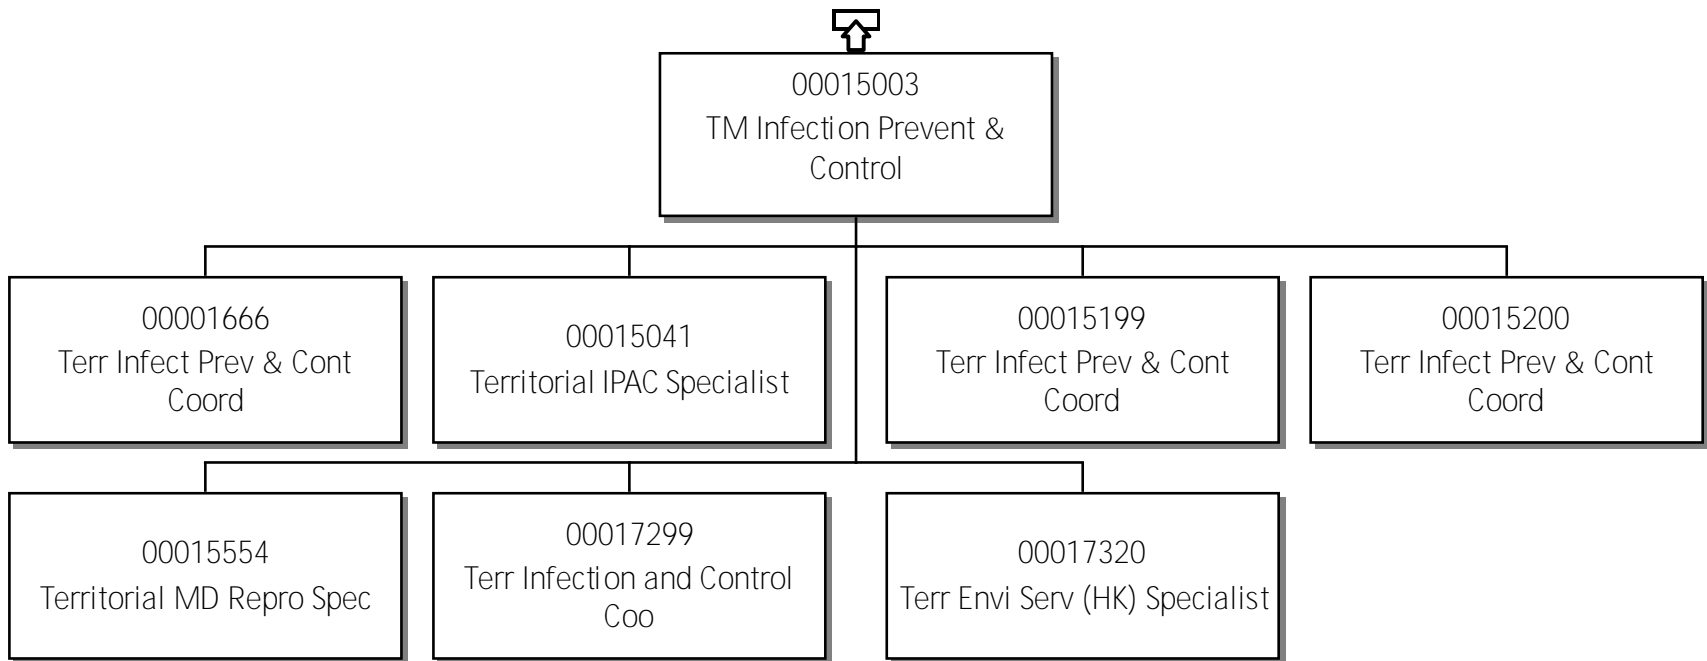 00015003
TM Infection Prevent &
Control
00001666
Terr Infect Prev & Cont
Coord
00015041
Territorial IPAC Specialist
00015199
Terr Infect Prev & Cont
Coord
00015200
Terr Infect Prev & Cont
Coord
00015554
Territorial MD Repro Spec
00017299
Terr Infection and Control
Coo
00017320
Terr Envi Serv (HK) Specialist